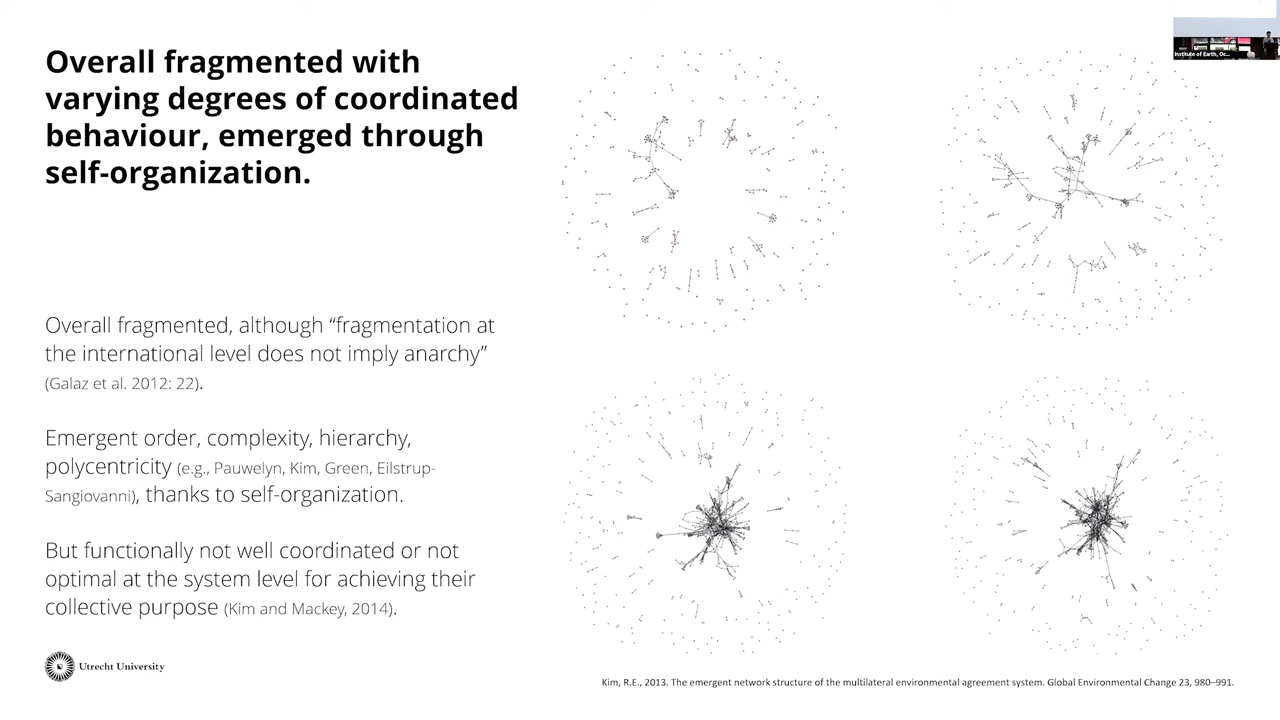 Overall fragmented with
varying degrees of coordinated
behaviour, emerged through
self-organization.
Overall fragmented, although “fragmentation at
the international level does not imply anarchy”
(Galaz et al. 2012: 22).
Emergent order, complexity, hierarchy,
polycentricity (e.g., Pauwelyn, Kim, Green, Eilstrup-
Sangiovanni), thanks to self-organization.
But functionally not well coordinated or not
optimal at the system level for achieving their
collective purpose (Kim and Mackey, 2014).
Utrecht University
Kim, R.E., 2013. The emergent network structure of the multilateral environmental agreement system. Global Environmental Change 23, 980–991.
Institute of Earth, Oc...